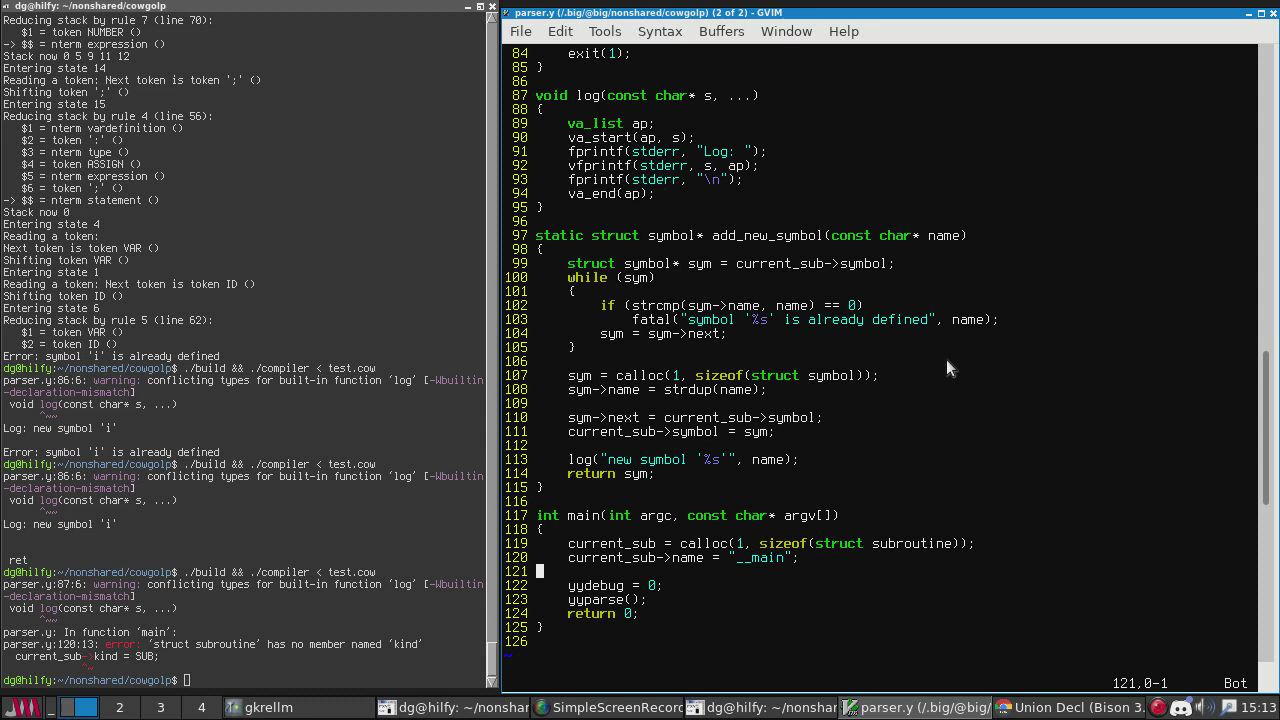 dg@hilfy: ~/nonshared/cowgolp
Reducing stack by rule 7 (line 70):
   $1 = token NUMBER ()
-> $$ = nterm expression ()
Stack now 0 5 9 11 12
Entering state 14
Reading a token: Next token is token ';' ()
Shifting token ';' ()
Entering state 15
Reducing stack by rule 4 (line 56):
   $1 = nterm vardefinition ()
   $2 = token ':' ()
   $3 = nterm type ()
   $4 = token ASSIGN ()
   $5 = nterm expression ()
   $6 = token ';' ()
-> $$ = nterm statement ()
Stack now 0
Entering state 4
Reading a token:
Next token is token VAR ()
Shifting token VAR ()
Entering state 1
Reading a token: Next token is token ID ()
Shifting token ID ()
Entering state 6
Reducing stack by rule 5 (line 62):
   $1 = token VAR ()
   $2 = token ID ()
Error: symbol 'i' is already defined
dg@hilfy:~/nonshared/cowgolp$ ./build && ./compiler < test.cow
parser.y:86:6: warning: conflicting types for built-in function ‘log’ [-Wbuiltin
-declaration-mismatch]
 void log(const char* s, ...)
      ^~~
Log: new symbol 'i'
Error: symbol 'i' is already defined
dg@hilfy:~/nonshared/cowgolp$ ./build && ./compiler < test.cow
parser.y:86:6: warning: conflicting types for built-in function ‘log’ [-Wbuiltin
-declaration-mismatch]
 void log(const char* s, ...)
      ^~~
Log: new symbol 'i'
 ret
dg@hilfy:~/nonshared/cowgolp$ ./build && ./compiler < test.cow
parser.y:87:6: warning: conflicting types for built-in function ‘log’ [-Wbuiltin
-declaration-mismatch]
 void log(const char* s, ...)
      ^~~
parser.y: In function ‘main’:
parser.y:120:13: error: ‘struct subroutine’ has no member named ‘kind’
  current_sub->kind = SUB;
             ^~
dg@hilfy:~/nonshared/cowgolp$
parser.y (/.big/@big/nonshared/cowgolp) (2 of 2) - GVIM
File Edit Tools Syntax Buffers Window Help
84     exit(1);
85 }
86
87 void log(const char* s, ...)
88 {
89     va_list ap;
90     va_start(ap, s);
91     fprintf(stderr, "Log: ");
92     vfprintf(stderr, s, ap);
93     fprintf(stderr, "\n");
94     va_end(ap);
95 }
96
97 static struct symbol* add_new_symbol(const char* name)
98 {
99     struct symbol* sym = current_sub->symbol;
100     while (sym)
101     {
102         if (strcmp(sym->name, name) == 0)
103             fatal("symbol '%s' is already defined", name);
104         sym = sym->next;
105     }
106
107     sym = calloc(1, sizeof(struct symbol));
108     sym->name = strdup(name);
109
110     sym->next = current_sub->symbol;
111     current_sub->symbol = sym;
112
113     log("new symbol '%s'", name);
114     return sym;
115 }
116
117 int main(int argc, const char* argv[])
118 {
119     current_sub = calloc(1, sizeof(struct subroutine));
120     current_sub->name = "__main";
121
122     yydebug = 0;
123     yyparse();
124     return 0;
125 }
126
~
121,0-1 Bot
2 3 4 gkrellm dg@hilfy: ~/nonshar SimpleScreenRecor dg@hilfy: ~/nonshar parser.y (/.big/@big/ Union Decl (Bison 3. 15:13